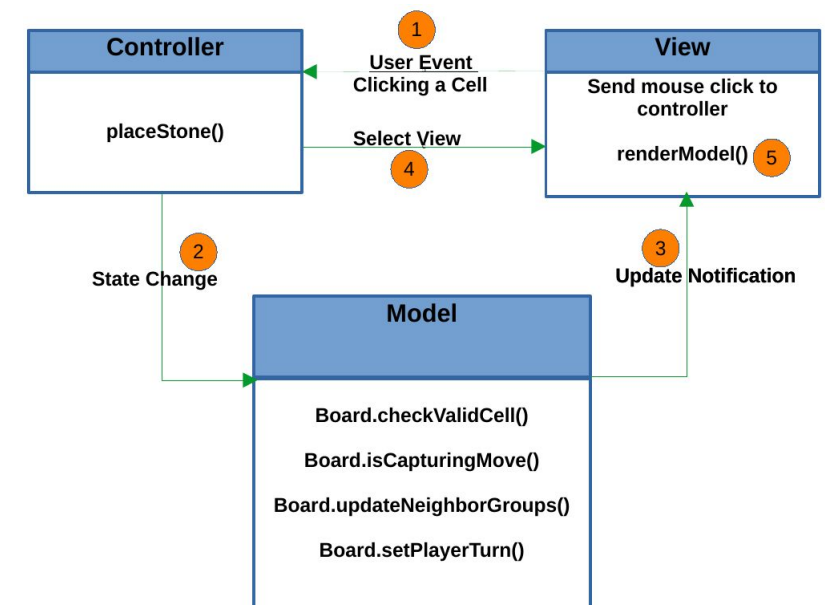 1
Controller
View
User Event
Clicking a Cell
Send mouse click to
controller
placeStone()
Select View
renderModel()
5
4
2
3
State Change
Update Notification
Model
Board.checkValidCell()
Board.isCapturingMove()
Board.updateNeighborGroups()
Board.setPlayerTurn()